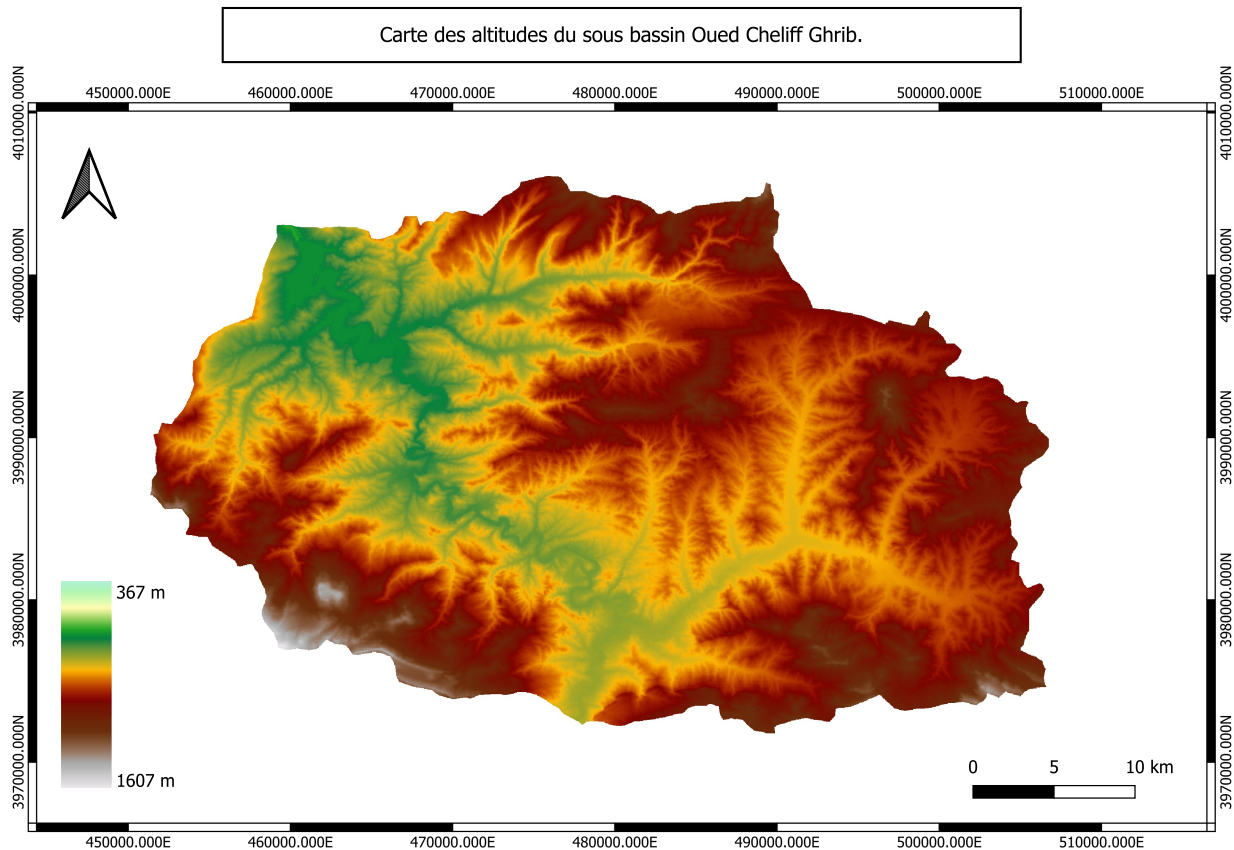 Carte des altitudes du sous bassin Oued Cheliff Ghrib.
450000.000E 460000.000E 470000.000E 480000.000E 490000.000E 500000.000E 510000.000E
4010000.000N 4010000.000N
4000000.000N 4000000.000N
3990000.000N 3990000.000N
3980000.000N 3980000.000N
367 m
3970000.000N 3970000.000N
1607 m
0 5 10 km
450000.000E 460000.000E 470000.000E 480000.000E 490000.000E 500000.000E 510000.000E